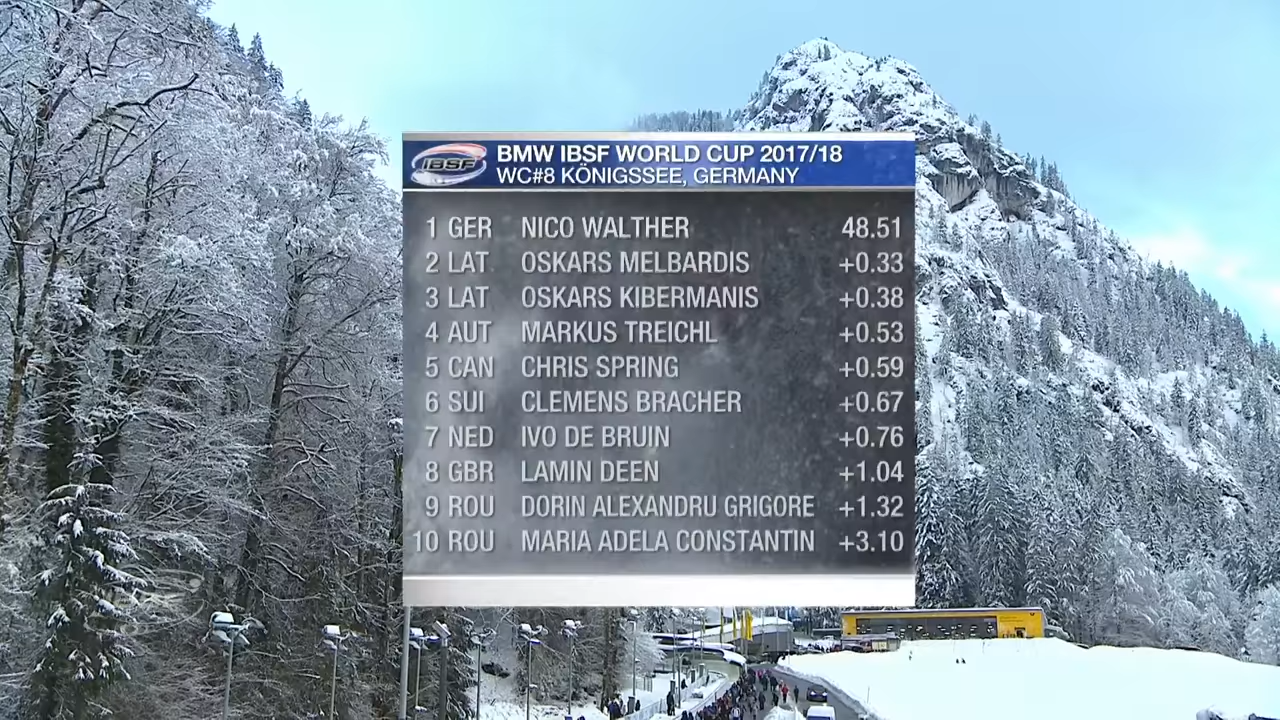 IBSF
BMW IBSF WORLD CUP 2017/18
WC#8 KÖNIGSSEE, GERMANY
1 GER NICO WALTHER 48.51
2 LAT OSKARS MELBARDIS +0.33
3 LAT OSKARS KIBERMANIS +0.38
4 AUT MARKUS TREICHL +0.53
5 CAN CHRIS SPRING +0.59
6 SUI CLEMENS BRACHER +0.67
7 NED IVO DE BRUIN +0.76
8 GBR LAMIN DEEN +1.04
9 ROU DORIN ALEXANDRU GRIGORE +1.32
10 ROU MARIA ADELA CONSTANTIN +3.10